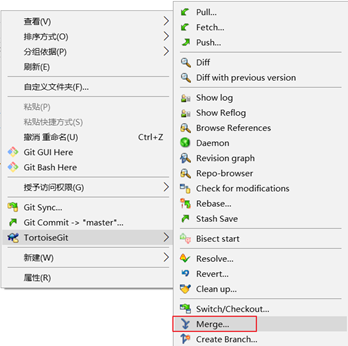 查看(V)
排序方式(O)
分组依据(P)
刷新(E)
自定义文件夹(F)...
粘贴(P)
粘贴快捷方式(S)
撤消 重命名(U) Ctrl+Z
Git GUI Here
Git Bash Here
授予访问权限(G)
Git Sync...
Git Commit -> "master"...
TortoiseGit
新建(W)
属性(R)
Pull...
Fetch...
Push...
Diff
Diff with previous version
Show log
Show Reflog
Browse References
Daemon
Revision graph
Repo-browser
Check for modifications
Rebase...
Stash Save
Bisect start
Resolve...
Revert...
Clean up...
Switch/Checkout...
Merge...
Create Branch...